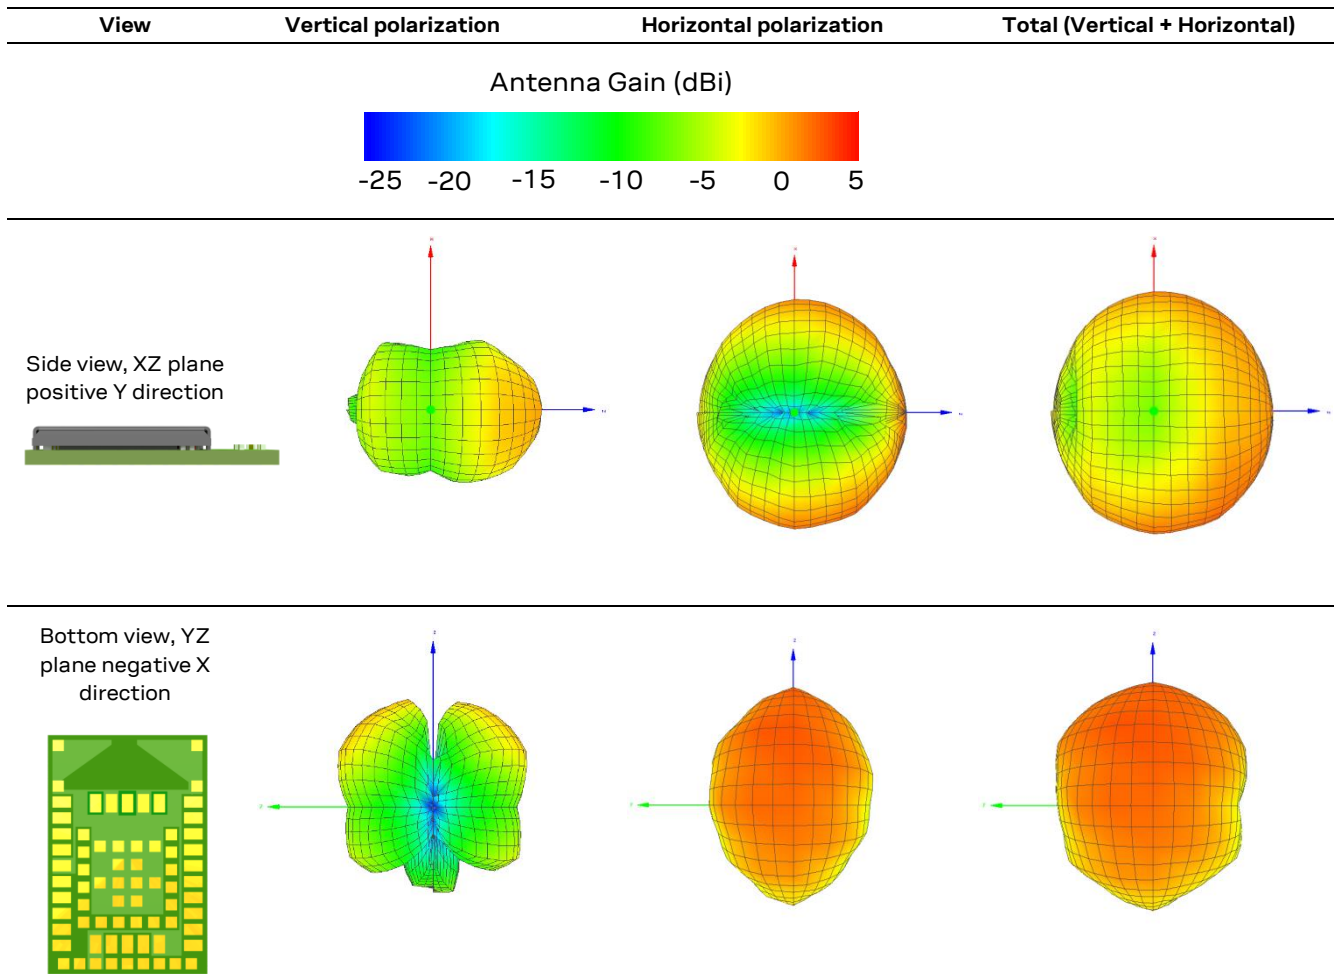 View Vertical polarization Horizontal polarization Total (Vertical + Horizontal)
Antenna Gain (dBi)
-25 -20 -15 -10 -5 0 5
Side view, XZ plane
positive Y direction
Bottom view, YZ
plane negative X
direction